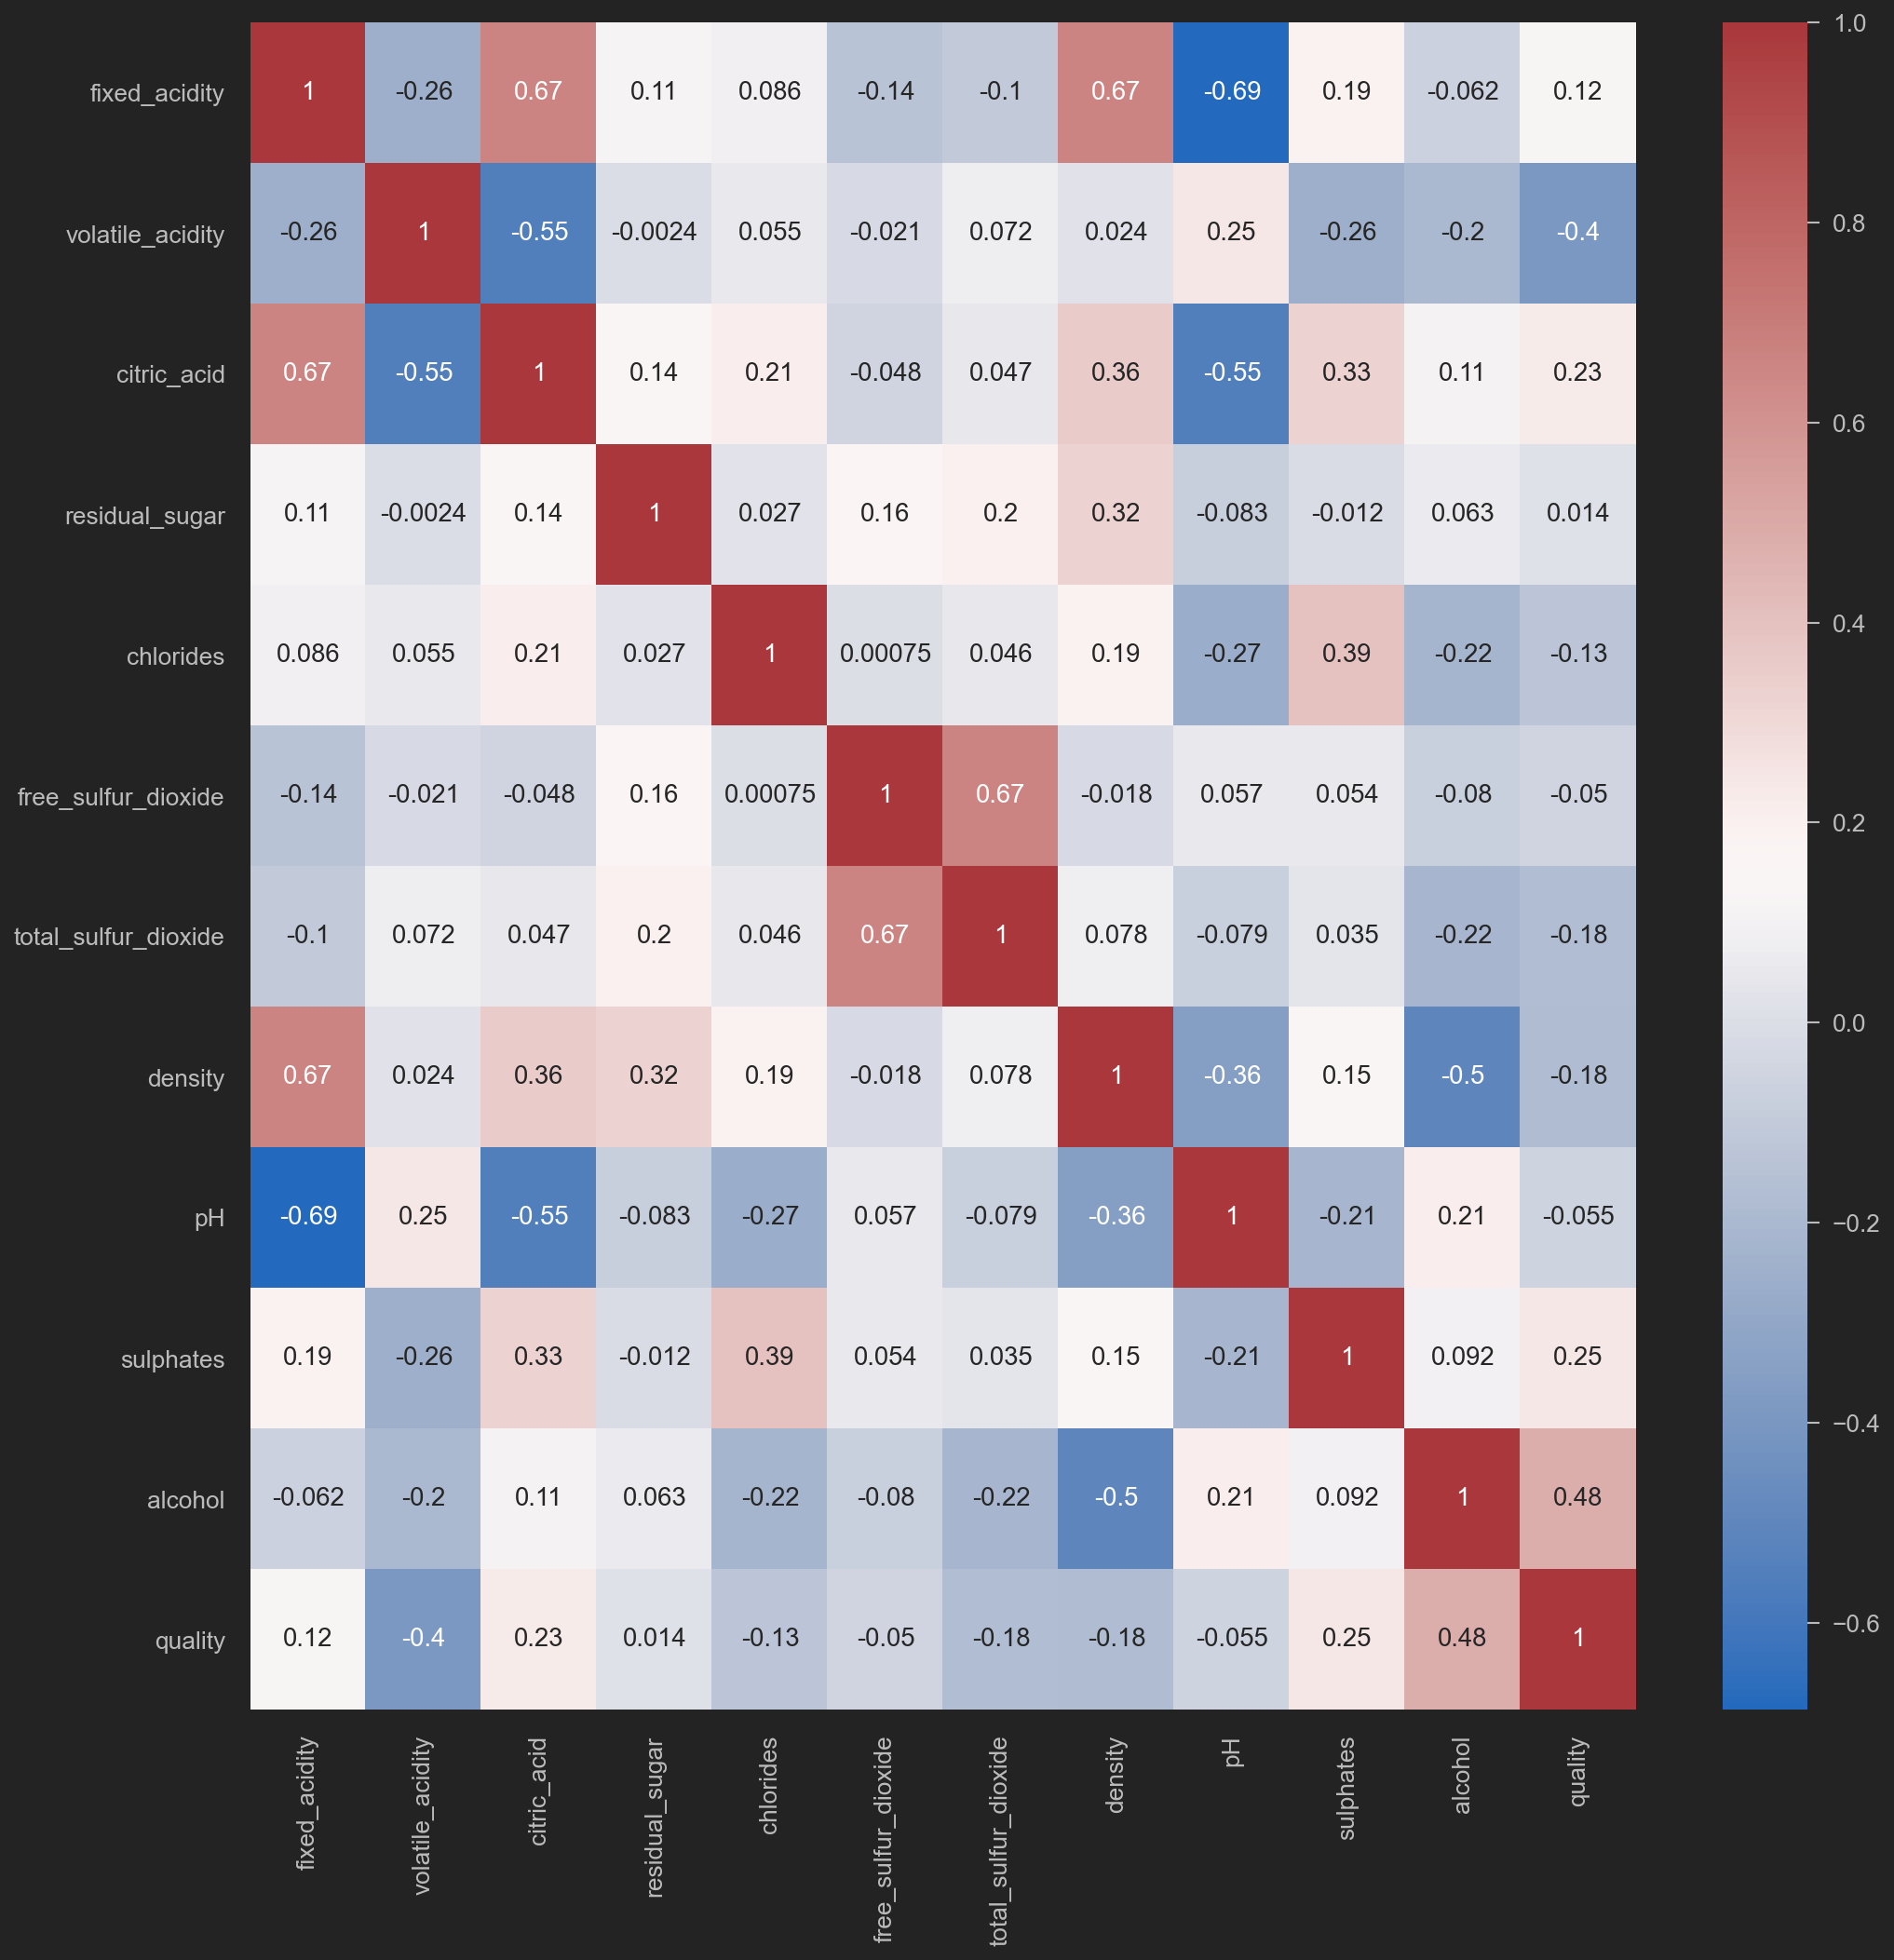 fixed_acidity 1 -0.26 0.67 0.11 0.086 -0.14 -0.1 0.67 -0.69 0.19 -0.062 0.12
volatile_acidity -0.26 1 -0.55 -0.0024 0.055 -0.021 0.072 0.024 0.25 -0.26 -0.2 -0.4
citric_acid 0.67 -0.55 1 0.14 0.21 -0.048 0.047 0.36 -0.55 0.33 0.11 0.23
residual_sugar 0.11 -0.0024 0.14 1 0.027 0.16 0.2 0.32 -0.083 -0.012 0.063 0.014
chlorides 0.086 0.055 0.21 0.027 1 0.00075 0.046 0.19 -0.27 0.39 -0.22 -0.13
free_sulfur_dioxide -0.14 -0.021 -0.048 0.16 0.00075 1 0.67 -0.018 0.057 0.054 -0.08 -0.05
total_sulfur_dioxide -0.1 0.072 0.047 0.2 0.046 0.67 1 0.078 -0.079 0.035 -0.22 -0.18
density 0.67 0.024 0.36 0.32 0.19 -0.018 0.078 1 -0.36 0.15 -0.5 -0.18
pH -0.69 0.25 -0.55 -0.083 -0.27 0.057 -0.079 -0.36 1 -0.21 0.21 -0.055
sulphates 0.19 -0.26 0.33 -0.012 0.39 0.054 0.035 0.15 -0.21 1 0.092 0.25
alcohol -0.062 -0.2 0.11 0.063 -0.22 -0.08 -0.22 -0.5 0.21 0.092 1 0.48
quality 0.12 -0.4 0.23 0.014 -0.13 -0.05 -0.18 -0.18 -0.055 0.25 0.48 1
fixed_acidity
volatile_acidity
citric_acid
residual_sugar
chlorides
free_sulfur_dioxide
total_sulfur_dioxide
density
pH
sulphates
alcohol
quality
1.0
0.8
0.6
0.4
0.2
0.0
−0.2
−0.4
−0.6